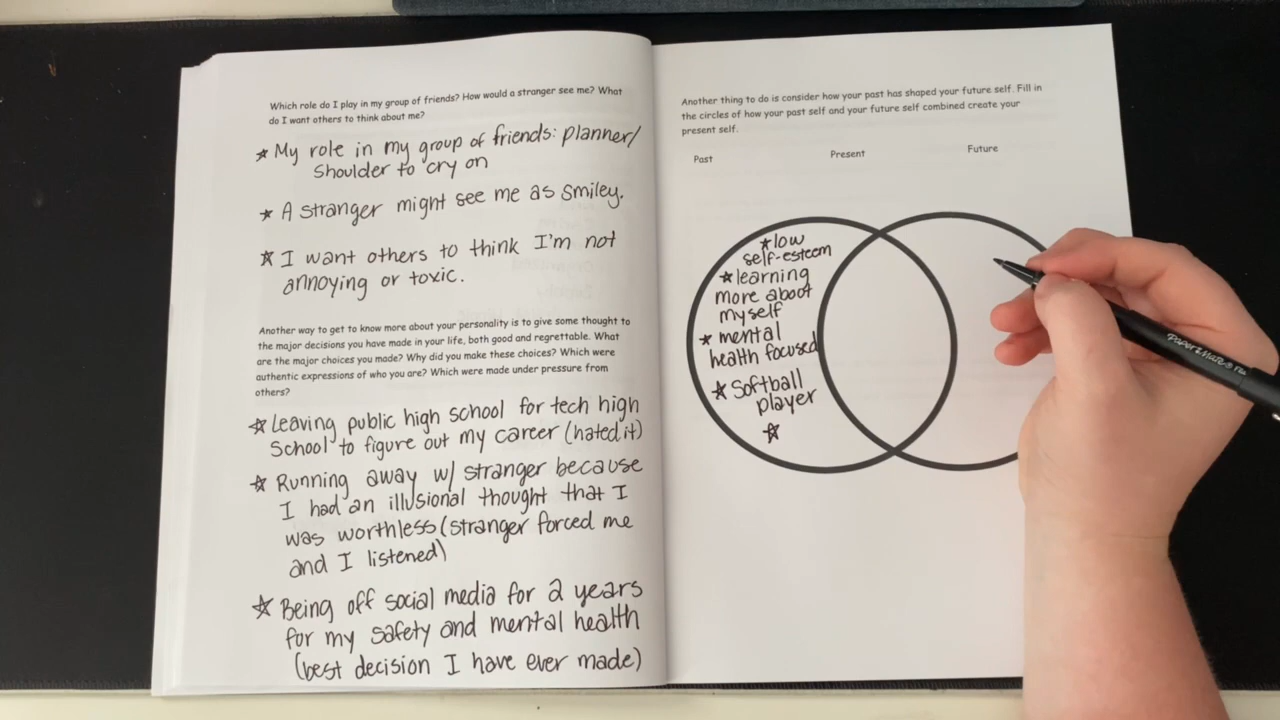 Which role do I play in my group of friends? How would a stranger see me? What
do I want others to think about me?
★ My role in my group of friends: planner/
shoulder to cry on
★ A stranger might see me as smiley.
★ I want others to think I'm not
annoying or toxic.
Another way to get to know more about your personality is to give some thought to
the major decisions you have made in your life, both good and regrettable. What
are the major choices you made? Why did you make these choices? Which were
authentic expressions of who you are? Which were made under pressure from
others?
★ Leaving public high school for tech high
school to figure out my career (hated it)
★ Running away w/ stranger because
I had an illusional thought that I
was worthless (stranger forced me
and I listened)
★ Being off social media for 2 years
for my safety and mental health
(best decision I have ever made)
Another thing to do is consider how your past has shaped your future self. Fill in
the circles of how your past self and your future self combined create your
present self.
Past Present Future
★ low
self-esteem
★ learning
more about
myself
★ mental
health focused
★ Softball
player
★
PAPER MATE